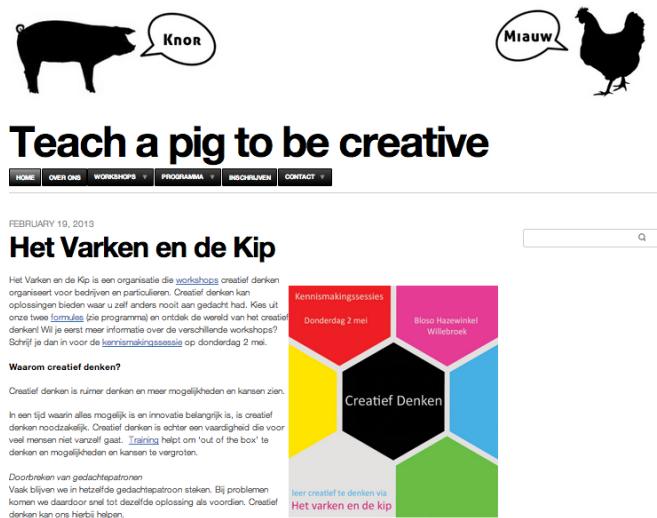 Knor
Miauw
Teach a pig to be creative
HOME OVER ONS WORKSHOPS PROGRAMMA INSCHRIJVEN CONTACT
FEBRUARY 19, 2013
Het Varken en de Kip
Het Varken en de Kip is een organisatie die workshops creatief denken
organiseert voor bedrijven en particulieren. Creatief denken kan
oplossingen bieden waar u zelf anders nooit aan gedacht had. Kies uit
onze twee formules (zie programma) en ontdek de wereld van het creatief
denken! Wil je eerst meer informatie over de verschillende workshops?
Schrijf je dan in voor de kennismakingssessie op donderdag 2 mei.
Waarom creatief denken?
Creatief denken is ruimer denken en meer mogelijkheden en kansen zien.
In een tijd waarin alles mogelijk is en innovatie belangrijk is, is creatief
denken noodzakelijk. Creatief denken is echter een vaardigheid die voor
veel mensen niet vanzelf gaat. Training helpt om 'out of the box' te
denken en mogelijkheden en kansen te vergroten.
Doorbreken van gedachtepatronen
Vaak blijven we in hetzelfde gedachtepatroon steken. Bij problemen
komen we daardoor snel tot dezelfde oplossing als voordien. Creatief
denken kan ons hierbij helpen.
Kennismakingssessies
Donderdag 2 mei
Bloso Hazewinkel
Willebroek
Creatief Denken
leer creatief te denken via
Het varken en de kip